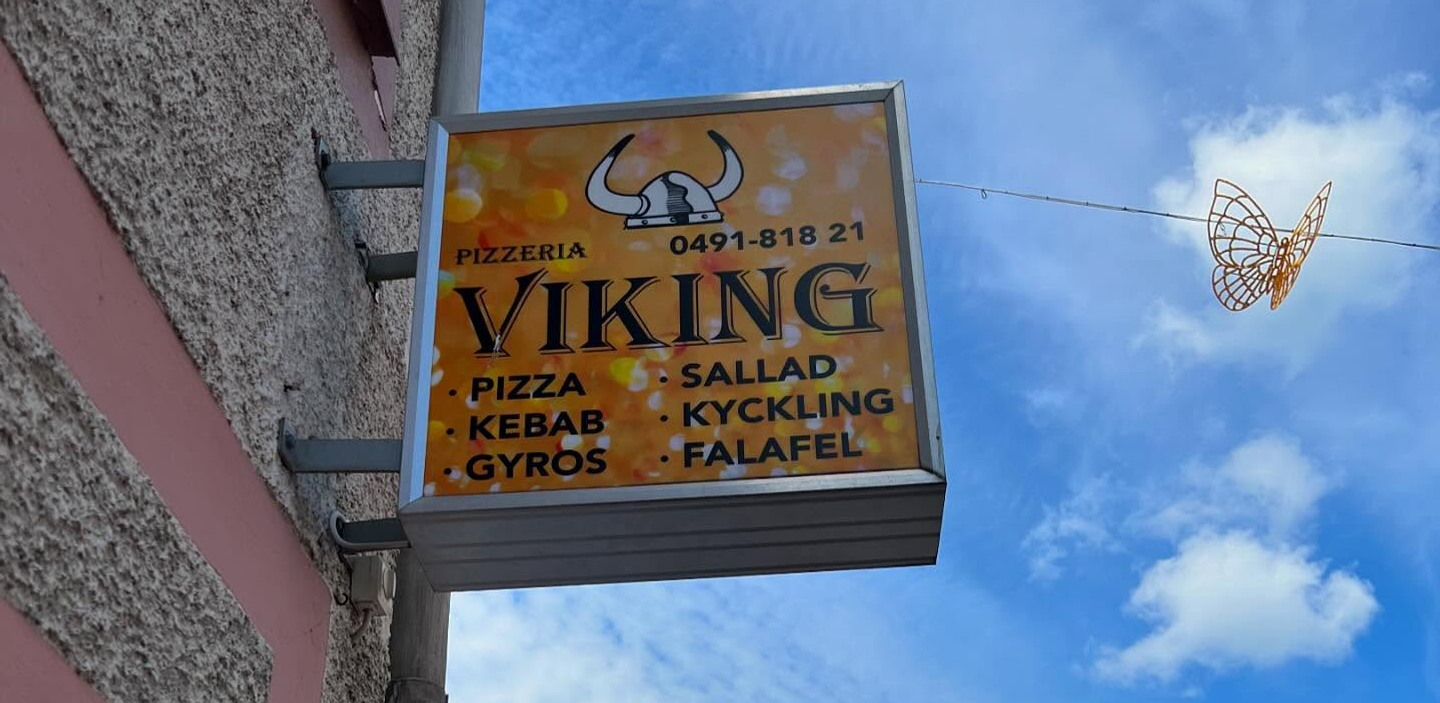 PIZZERIA
0491-818 21
VIKING
· PIZZA
· KEBAB
· GYROS
· SALLAD
· KYCKLING
· FALAFEL